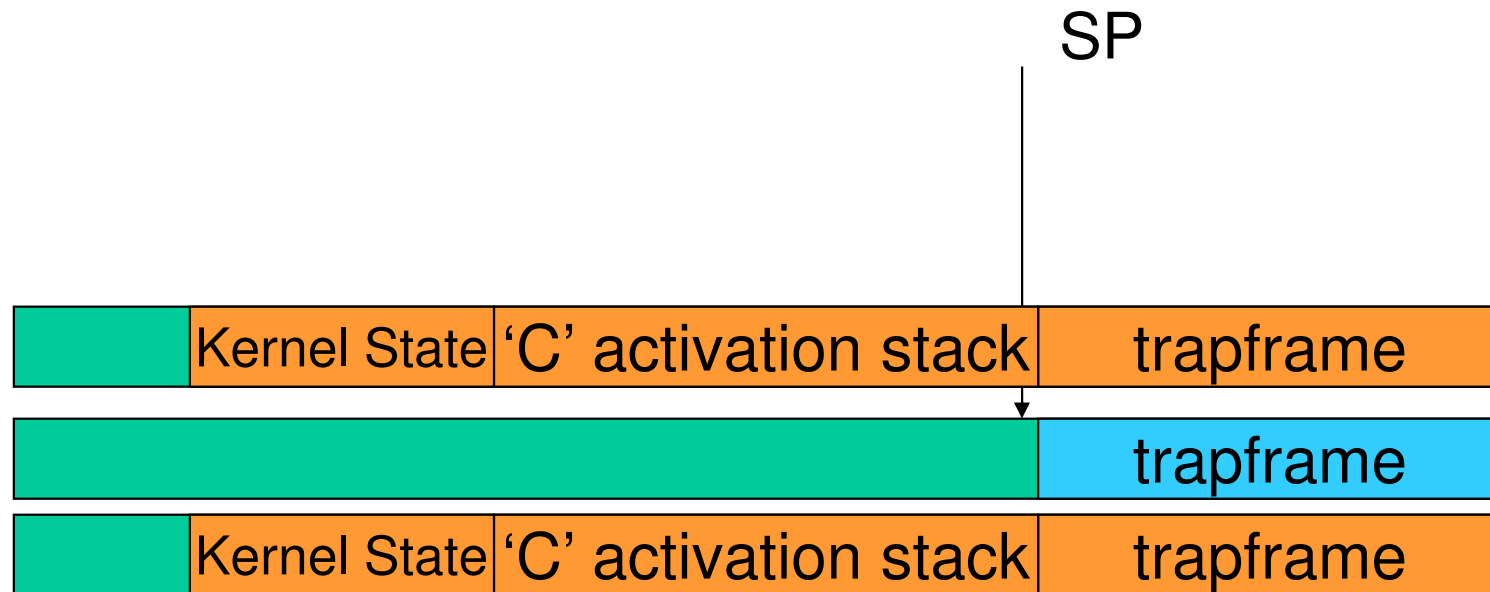 SP
Kernel State ‘C’ activation stack trapframe
trapframe
Kernel State ‘C’ activation stack trapframe